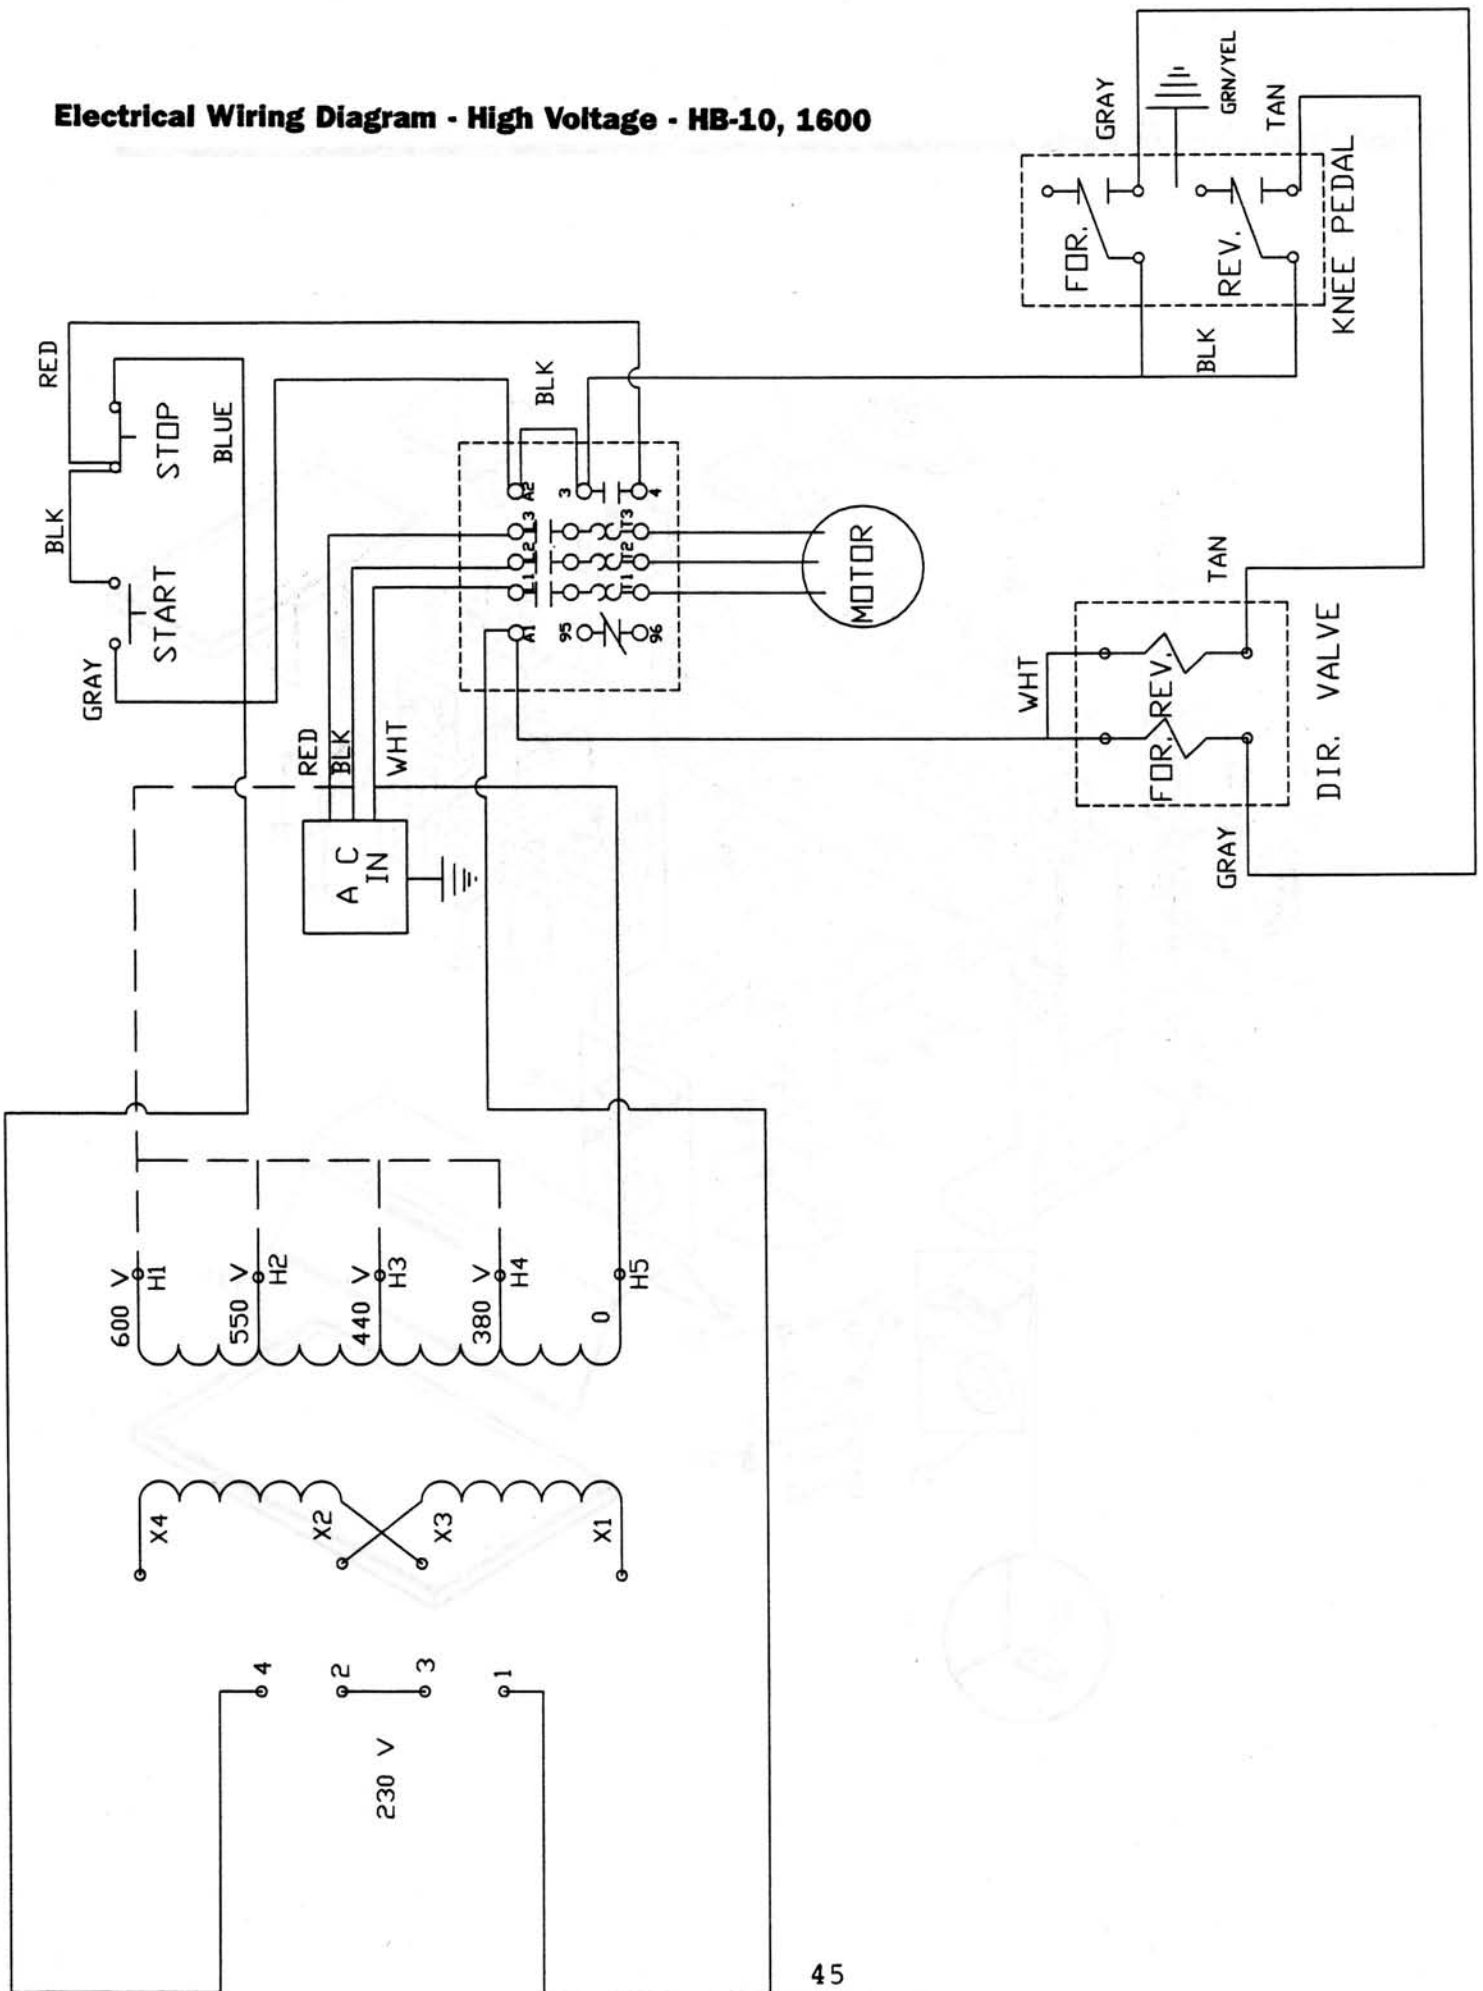 Electrical Wiring Diagram - High Voltage - HB-10, 1600
GRAY
GRN/YEL
TAN
FOR.
REV.
KNEE PEDAL
BLK
RED
STOP
BLUE
BLK
START
GRAY
BLK
A2
3
4
L3
L2
L1
T3
T2
T1
A1
95
96
MOTOR
RED
BLK
WHT
A C
IN
TAN
WHT
FOR.
REV.
DIR. VALVE
GRAY
600 V
H1
550 V
H2
440 V
H3
380 V
H4
0
H5
X4
X2
X3
X1
4
2
3
1
230 V
45